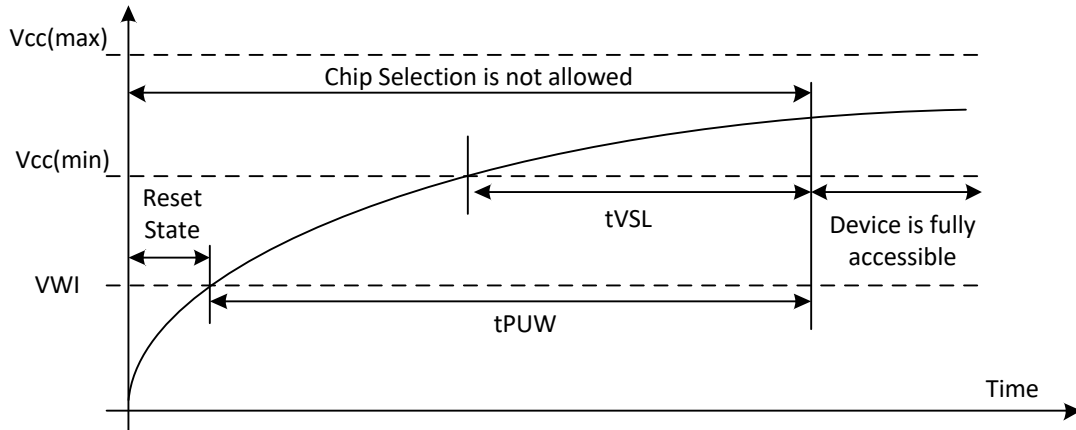 Vcc(max)
Chip Selection is not allowed
Vcc(min)
Reset
State
tVSL
Device is fully
accessible
VWI
tPUW
Time